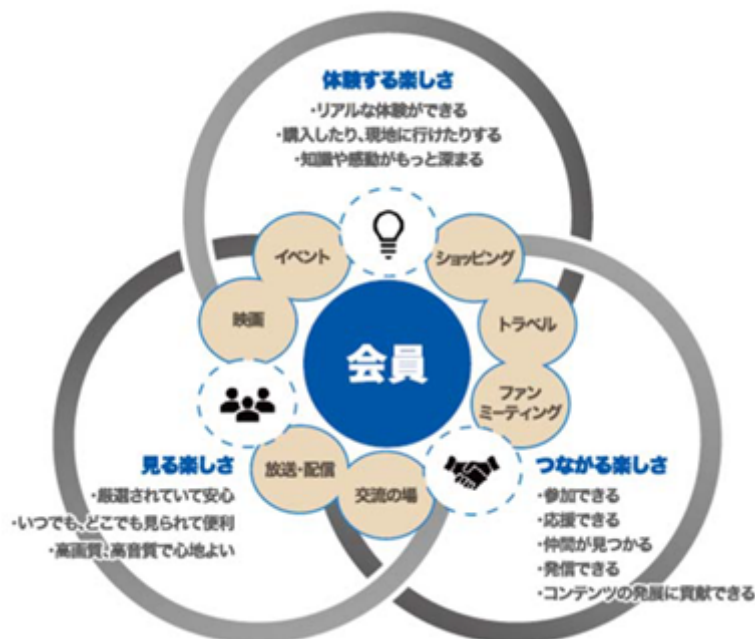 体験する楽しさ
・リアルな体験ができる
・購入したり、現地に行けたりする
・知識や感動がもっと深まる
イベント
ショッピング
映画
トラベル
会員
ファン
ミーティング
放送・配信
交流の場
見る楽しさ
・厳選されていて安心
・いつでも、どこでも見られて便利
・高画質、高音質で心地よい
つながる楽しさ
・参加できる
・応援できる
・仲間が見つかる
・発信できる
・コンテンツの発展に貢献できる